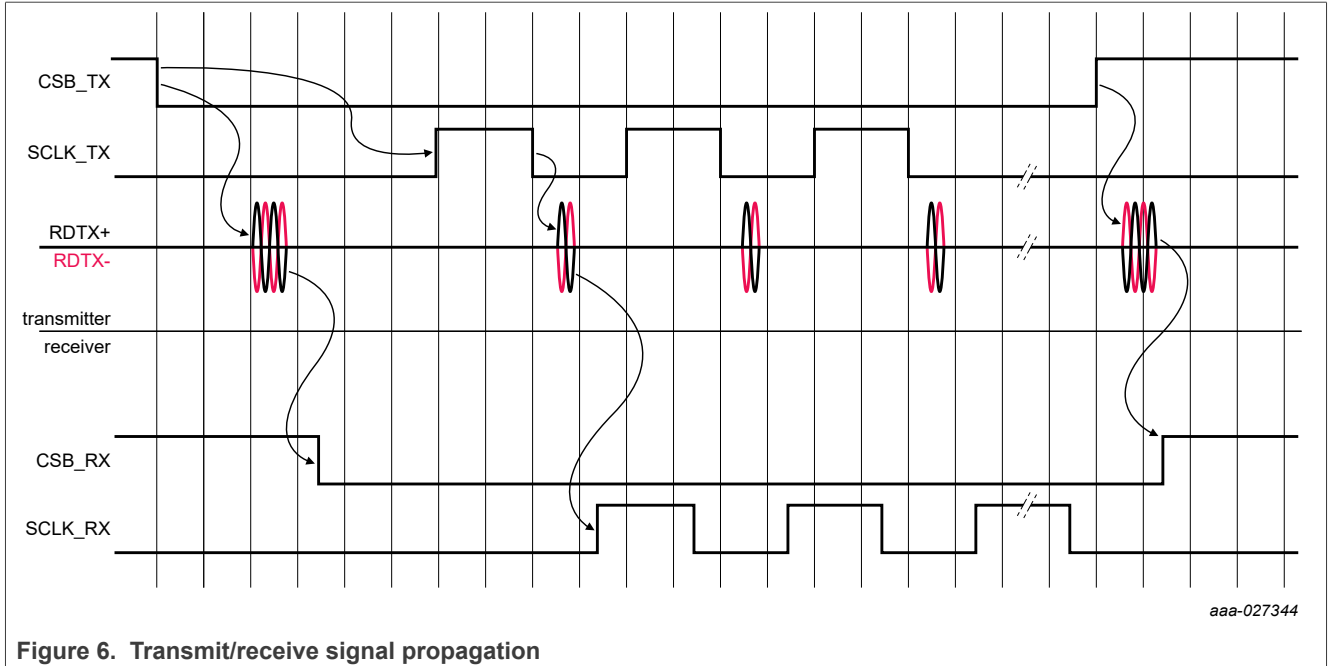 CSB_TX
SCLK_TX
RDTX+
RDTX-
transmitter
receiver
CSB_RX
SCLK_RX
aaa-027344
Figure 6. Transmit/receive signal propagation